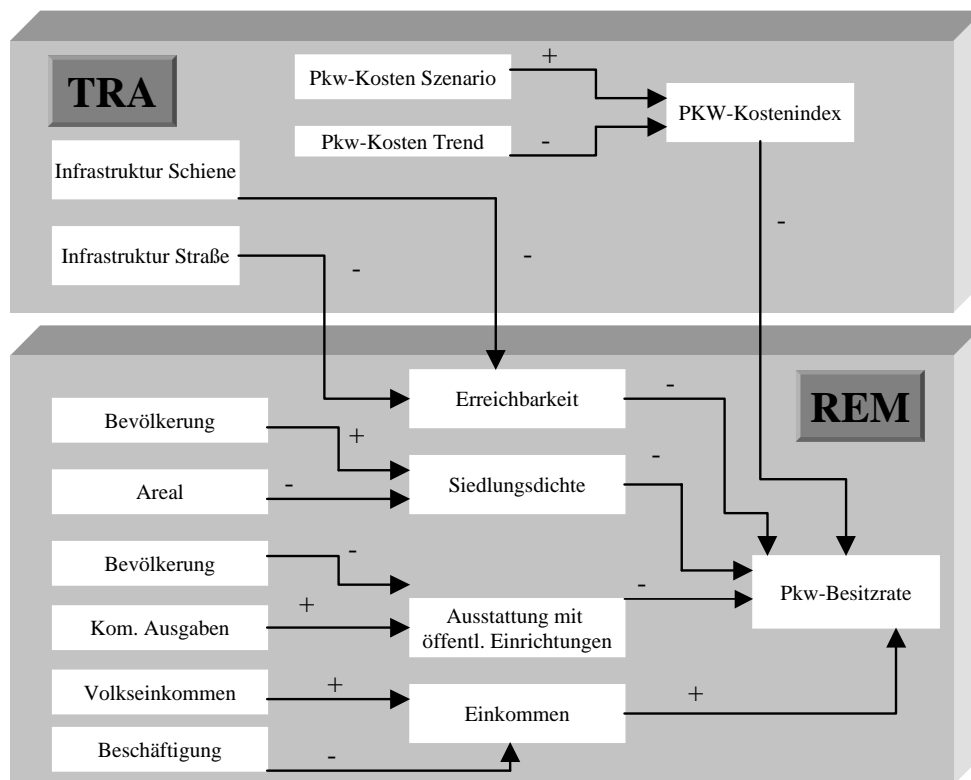 TRA
Pkw-Kosten Szenario
+
PKW-Kostenindex
Pkw-Kosten Trend
-
Infrastruktur Schiene
-
Infrastruktur Straße
-
-
REM
Erreichbarkeit
-
Bevölkerung
+
Siedlungsdichte
-
Areal
-
Bevölkerung
-
Pkw-Besitzrate
Kom. Ausgaben
+
Ausstattung mit
öffentl. Einrichtungen
-
Volkseinkommen
+
Einkommen
+
Beschäftigung
-